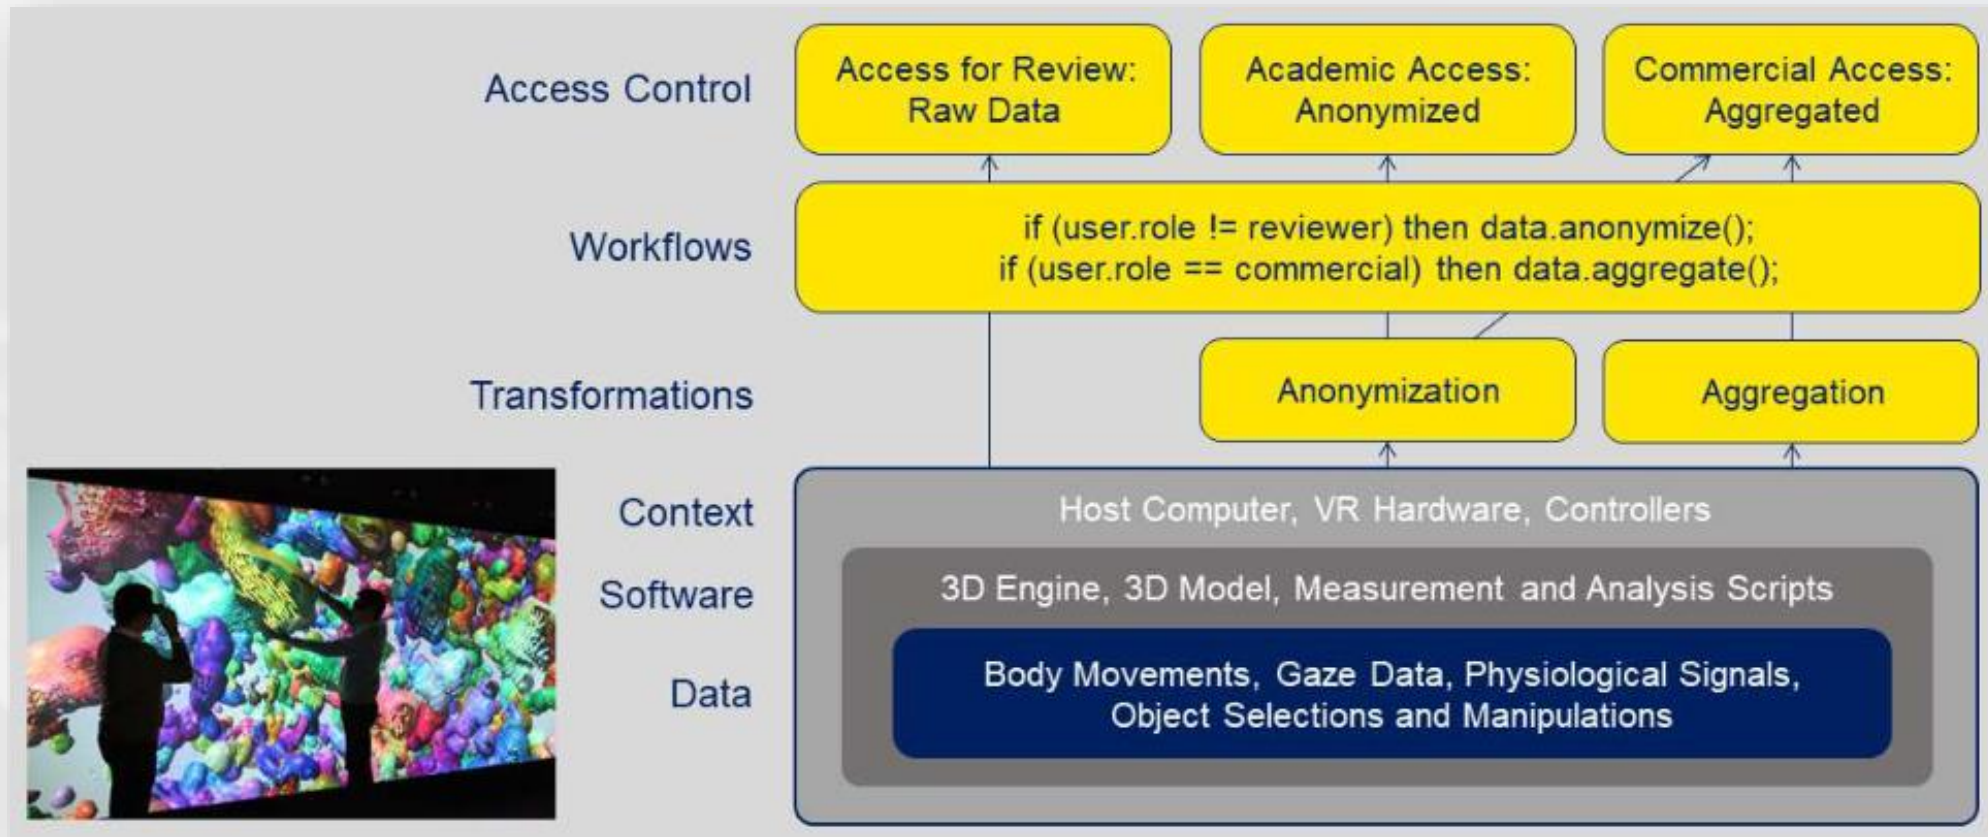 Access Control
Access for Review:
Raw Data
Academic Access:
Anonymized
Commercial Access:
Aggregated
Workflows
if (user.role != reviewer) then data.anonymize();
if (user.role == commercial) then data.aggregate();
Transformations
Anonymization
Aggregation
Context
Host Computer, VR Hardware, Controllers
Software
3D Engine, 3D Model, Measurement and Analysis Scripts
Data
Body Movements, Gaze Data, Physiological Signals,
Object Selections and Manipulations